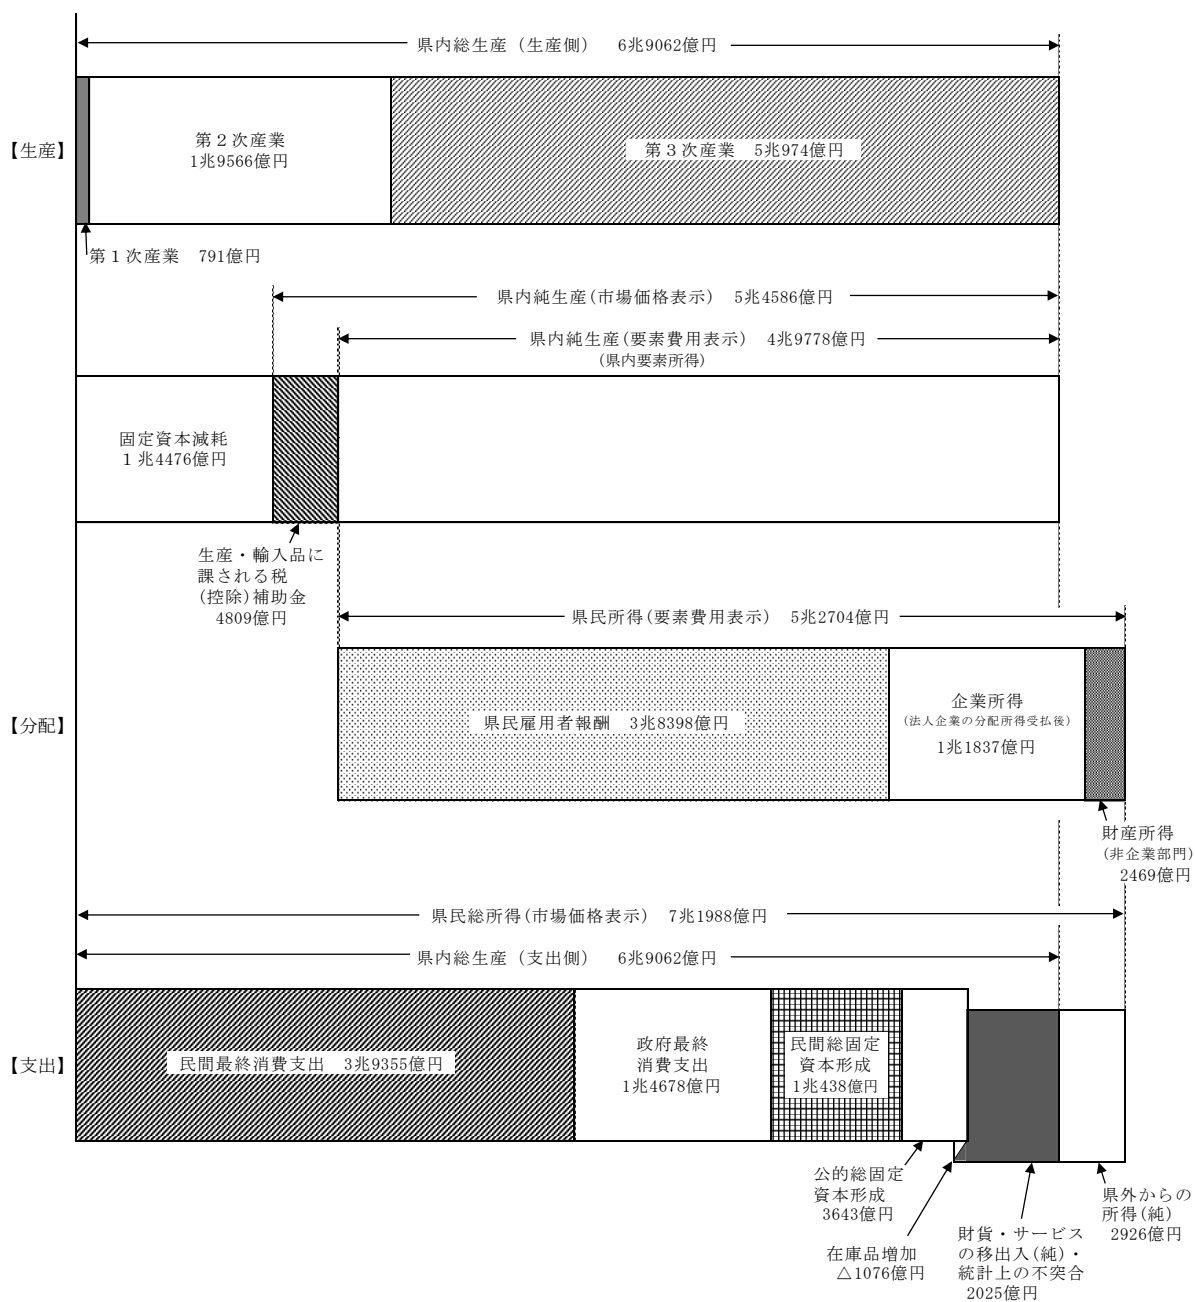 県内総生産（生産側）　6兆9062億円
【生産】
第２次産業
1兆9566億円
第３次産業　5兆974億円
第１次産業　791億円
県内純生産(市場価格表示)　5兆4586億円
県内純生産(要素費用表示)　4兆9778億円
(県内要素所得)
固定資本減耗
１兆4476億円
生産・輸入品に
課される税
(控除)補助金
4809億円
県民所得(要素費用表示)　5兆2704億円
【分配】
県民雇用者報酬　3兆8398億円
企業所得
(法人企業の分配所得受払後)
1兆1837億円
財産所得
(非企業部門)
2469億円
県民総所得(市場価格表示)　7兆1988億円
県内総生産（支出側）　6兆9062億円
【支出】
民間最終消費支出　3兆9355億円
政府最終
消費支出
1兆4678億円
民間総固定
資本形成
1兆438億円
公的総固定
資本形成
3643億円
在庫品増加
△1076億円
財貨・サービス
の移出入(純)・
統計上の不突合
2025億円
県外からの
所得(純)
2926億円